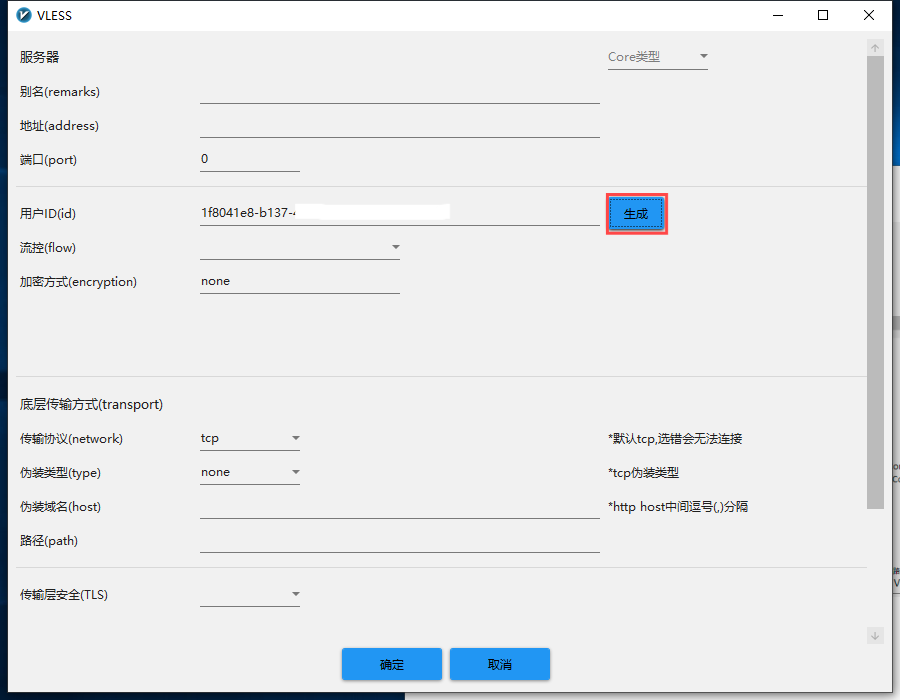 VLESS
服务器 Core类型
别名(remarks)
地址(address)
端口(port) 0
用户ID(id) 1f8041e8-b137- 生成
流控(flow)
加密方式(encryption) none
底层传输方式(transport)
传输协议(network) tcp *默认tcp,选错会无法连接
伪装类型(type) none *tcp伪装类型
伪装域名(host) *http host中间逗号(,)分隔
路径(path)
传输层安全(TLS)
确定 取消